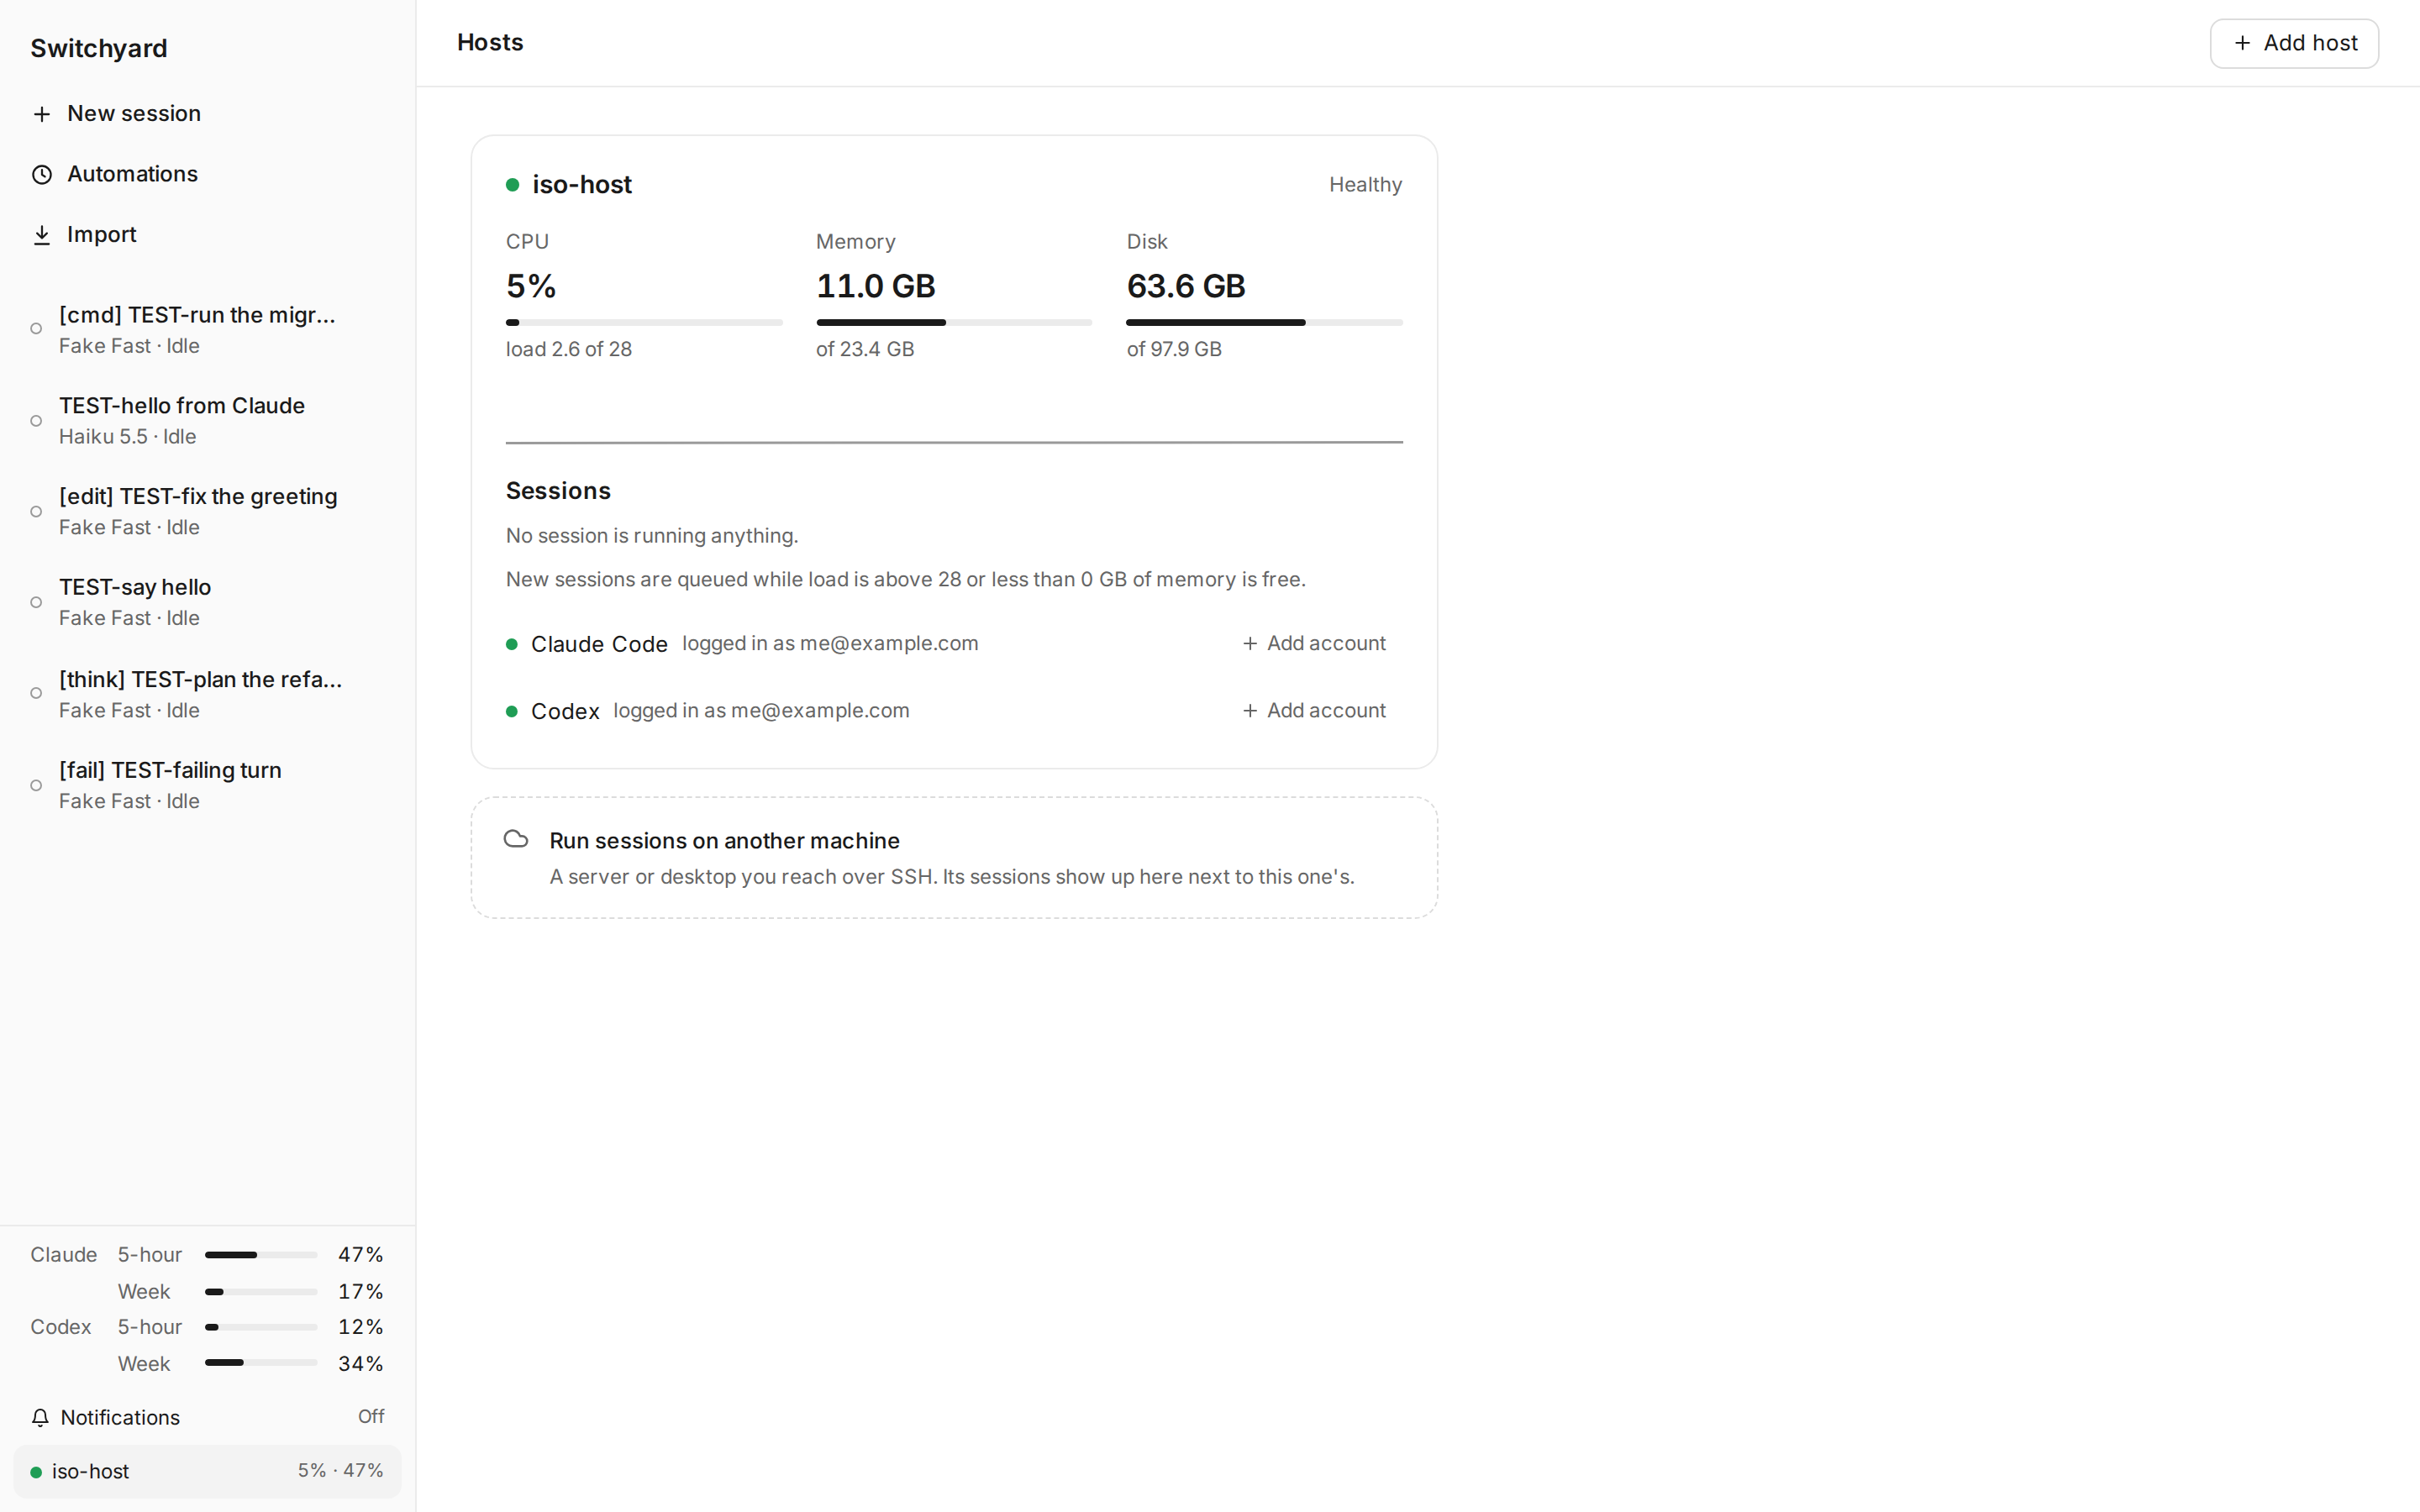 Switchyard
New session
Automations
Import
[cmd] TEST-run the migr...
Fake Fast · Idle
TEST-hello from Claude
Haiku 5.5 · Idle
[edit] TEST-fix the greeting
Fake Fast · Idle
TEST-say hello
Fake Fast · Idle
[think] TEST-plan the refa...
Fake Fast · Idle
[fail] TEST-failing turn
Fake Fast · Idle
Claude 5-hour 47%
Week 17%
Codex 5-hour 12%
Week 34%
Notifications Off
iso-host 5% · 47%
Hosts
Add host
iso-host Healthy
CPU Memory Disk
5% 11.0 GB 63.6 GB
load 2.6 of 28 of 23.4 GB of 97.9 GB
Sessions
No session is running anything.
New sessions are queued while load is above 28 or less than 0 GB of memory is free.
Claude Code logged in as me@example.com + Add account
Codex logged in as me@example.com + Add account
Run sessions on another machine
A server or desktop you reach over SSH. Its sessions show up here next to this one's.